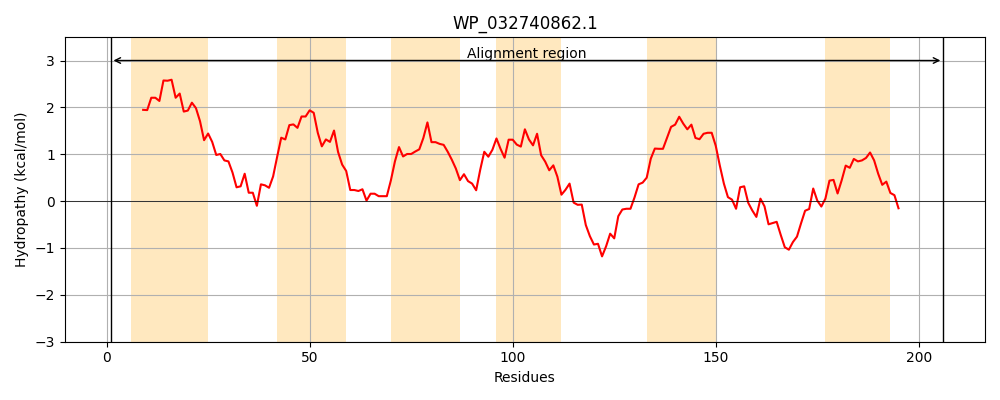 WP_032740862.1
Alignment region
3
2
1
0
−1
−2
−3
Hydropathy (kcal/mol)
0 50 100 150 200
Residues